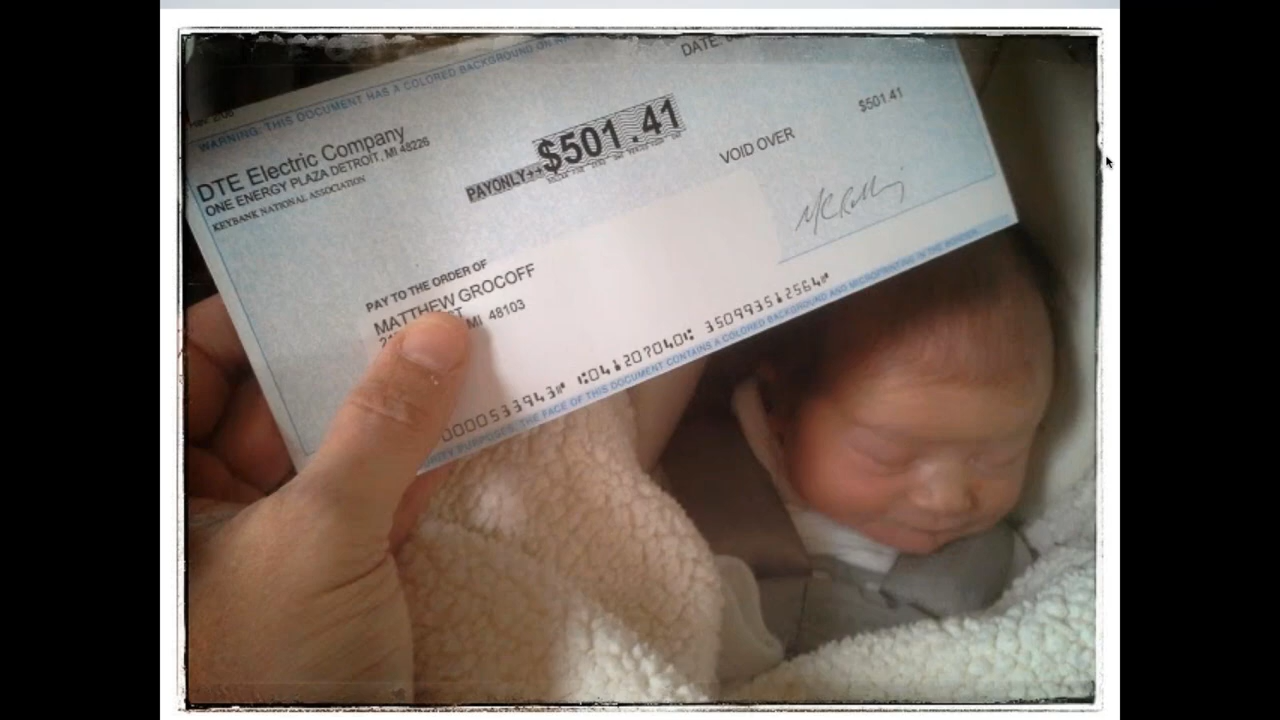 WARNING: THIS DOCUMENT HAS A COLORED BACKGROUND ON
DATE:
DTE Electric Company
ONE ENERGY PLAZA DETROIT, MI 48226
KEYBANK NATIONAL ASSOCIATION
PAYONLY++$501.41
$501.41
VOID OVER
PAY TO THE ORDER OF
MATTHEW GROCOFF
MI 48103
0000533943⑈ ⑆041207040⑆ 350993512564⑈
PURPOSES. THE FACE OF THIS DOCUMENT CONTAINS A COLORED BACKGROUND AND MICROPRINTING IN THE BORDER